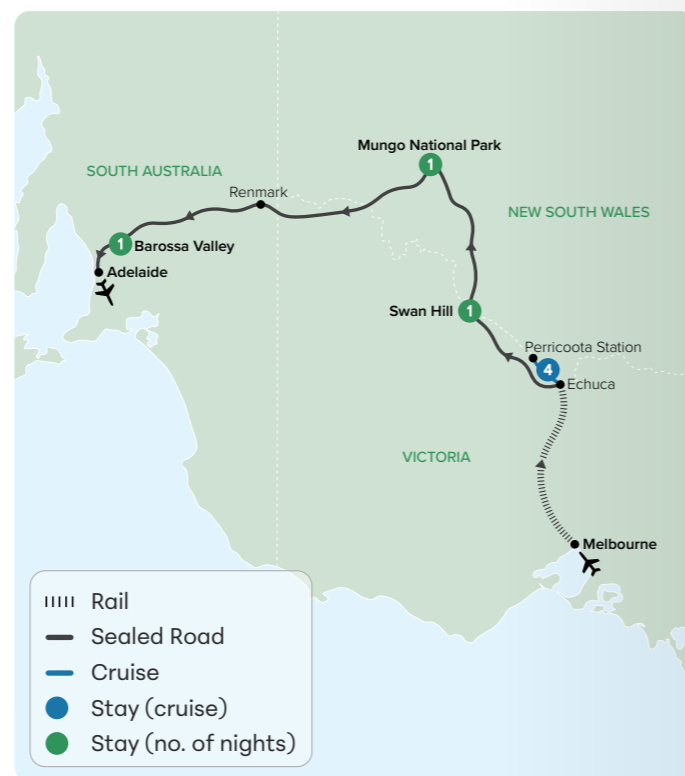 Mungo National Park
1
SOUTH AUSTRALIA
Renmark
NEW SOUTH WALES
1 Barossa Valley
Adelaide
Swan Hill 1
Perricoota Station
4
Echuca
VICTORIA
Melbourne
Rail
Sealed Road
Cruise
Stay (cruise)
Stay (no. of nights)